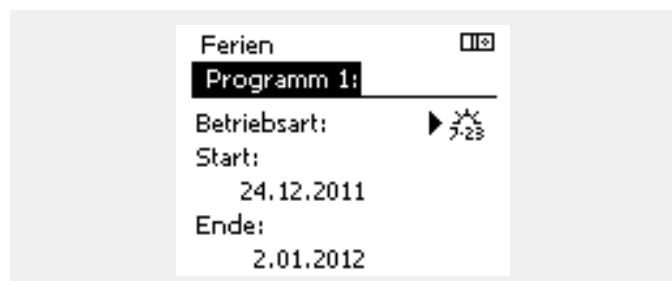 Ferien
Programm 1:
Betriebsart: 7-23
Start:
24.12.2011
Ende:
2.01.2012